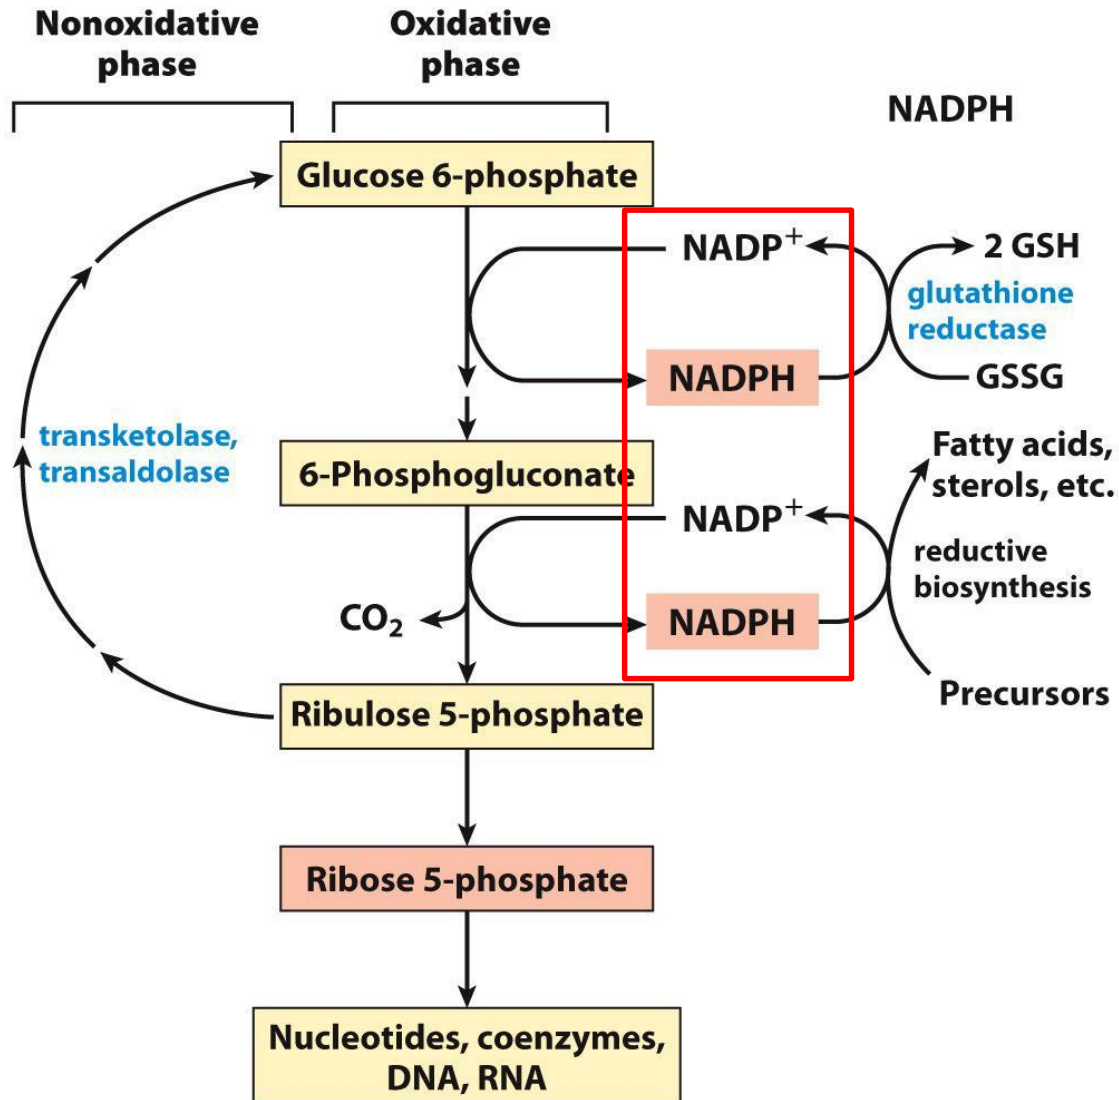 Nonoxidative
phase
Oxidative
phase
NADPH
Glucose 6-phosphate
NADP⁺
2 GSH
glutathione
reductase
NADPH
GSSG
transketolase,
transaldolase
6-Phosphogluconate
Fatty acids,
sterols, etc.
NADP⁺
reductive
biosynthesis
CO₂
NADPH
Precursors
Ribulose 5-phosphate
Ribose 5-phosphate
Nucleotides, coenzymes,
DNA, RNA